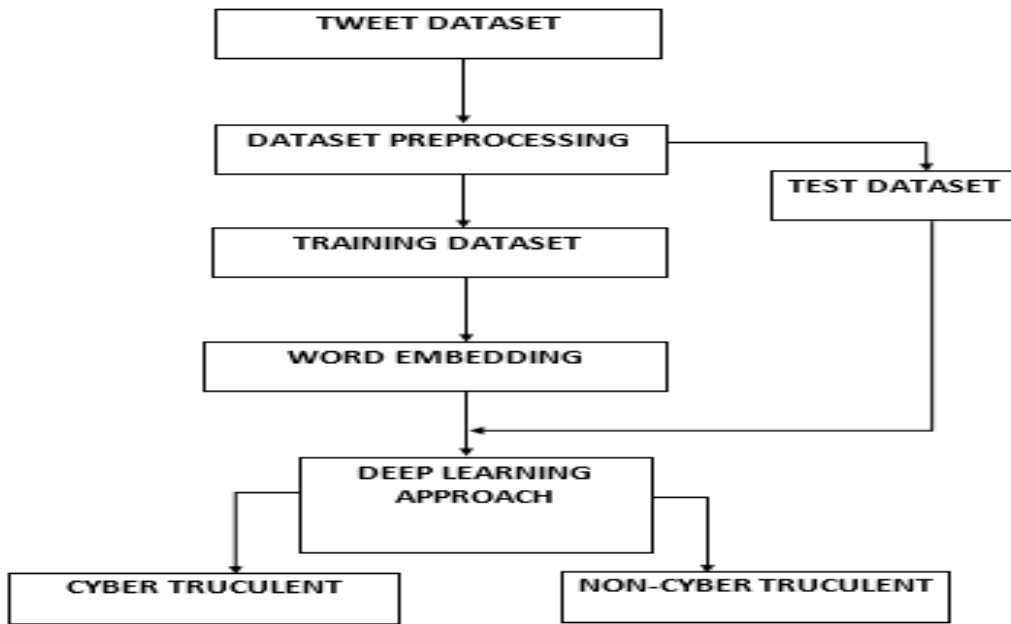 TWEET DATASET
DATASET PREPROCESSING
TEST DATASET
TRAINING DATASET
WORD EMBEDDING
DEEP LEARNING
APPROACH
CYBER TRUCULENT
NON-CYBER TRUCULENT